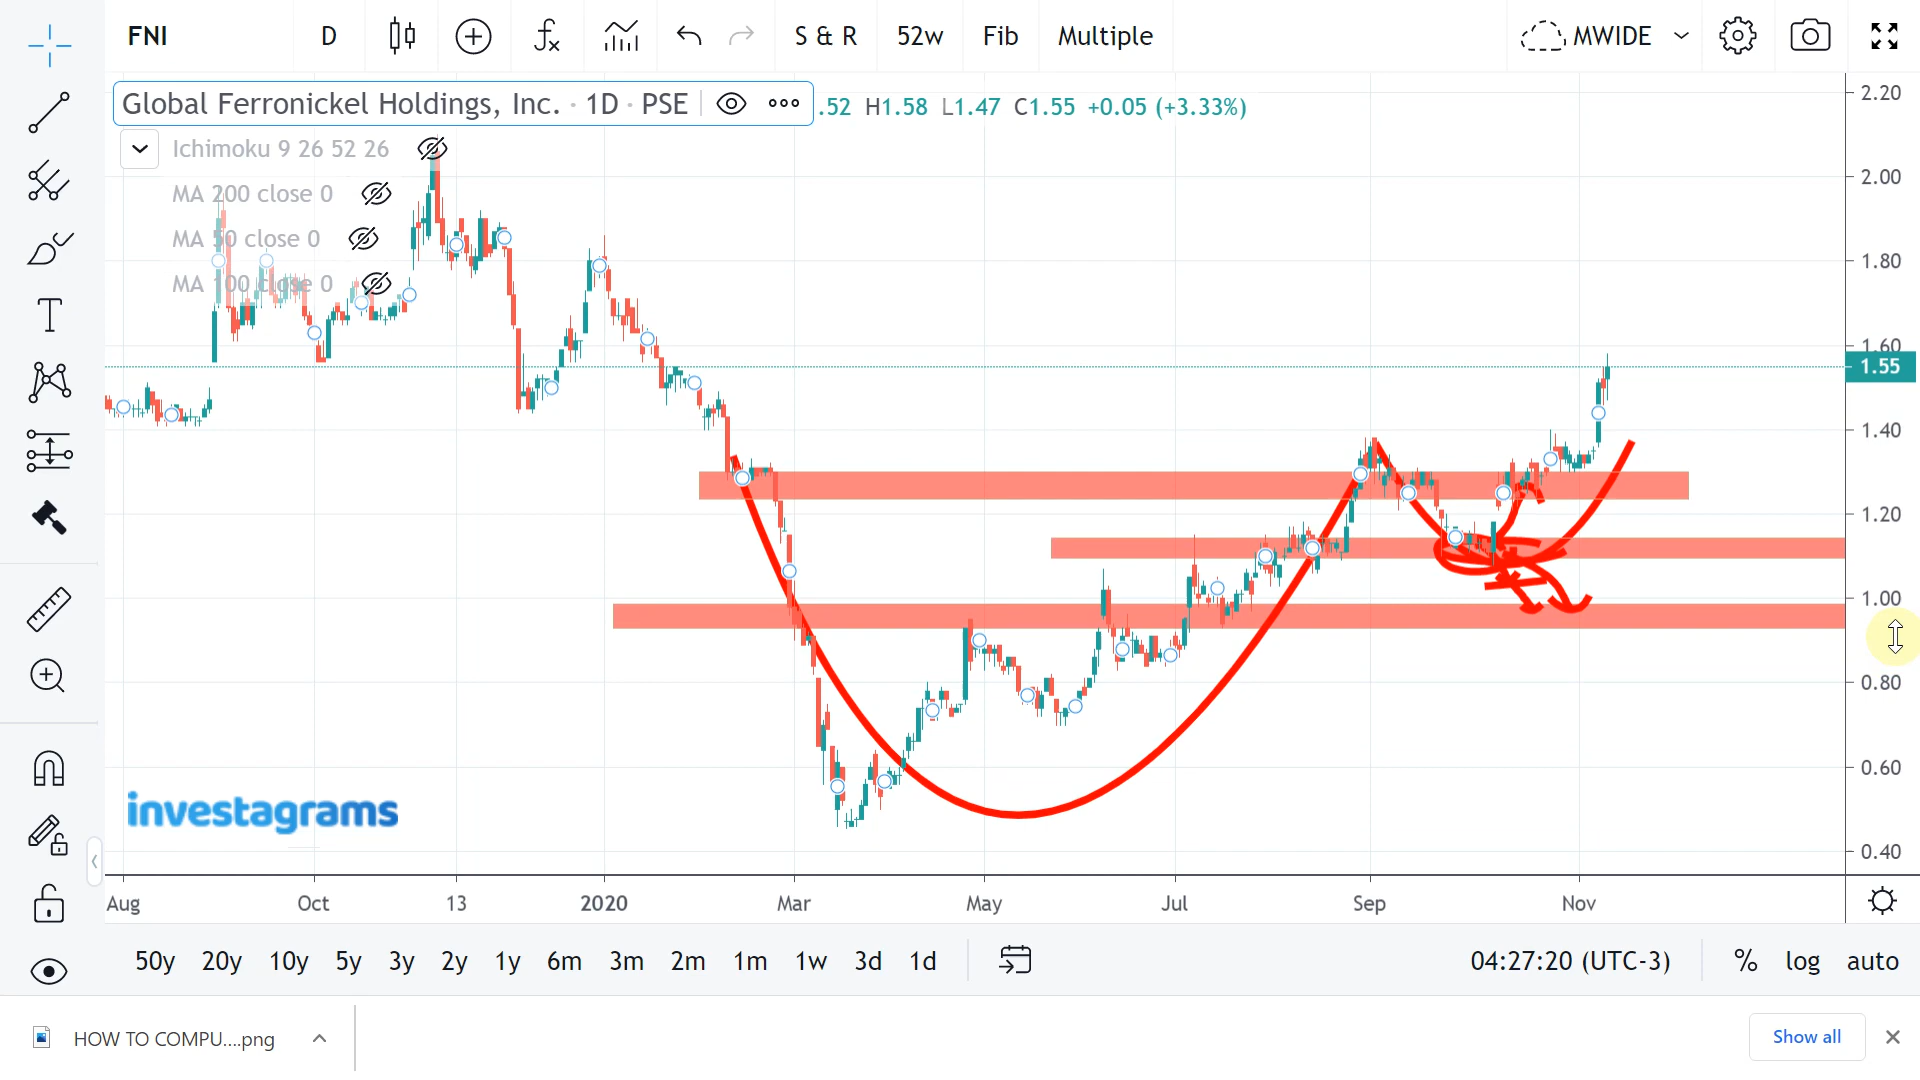 FNI D S & R 52w Fib Multiple MWIDE
Global Ferronickel Holdings, Inc. · 1D · PSE .52 H1.58 L1.47 C1.55 +0.05 (+3.33%)
Ichimoku 9 26 52 26
MA 200 close 0
MA 50 close 0
MA 100 close 0
2.20
2.00
1.80
1.60
1.55
1.40
1.20
1.00
0.80
0.60
0.40
investagrams
Aug Oct 13 2020 Mar May Jul Sep Nov
50y 20y 10y 5y 3y 2y 1y 6m 3m 2m 1m 1w 3d 1d 04:27:20 (UTC-3) % log auto
HOW TO COMPU....png Show all